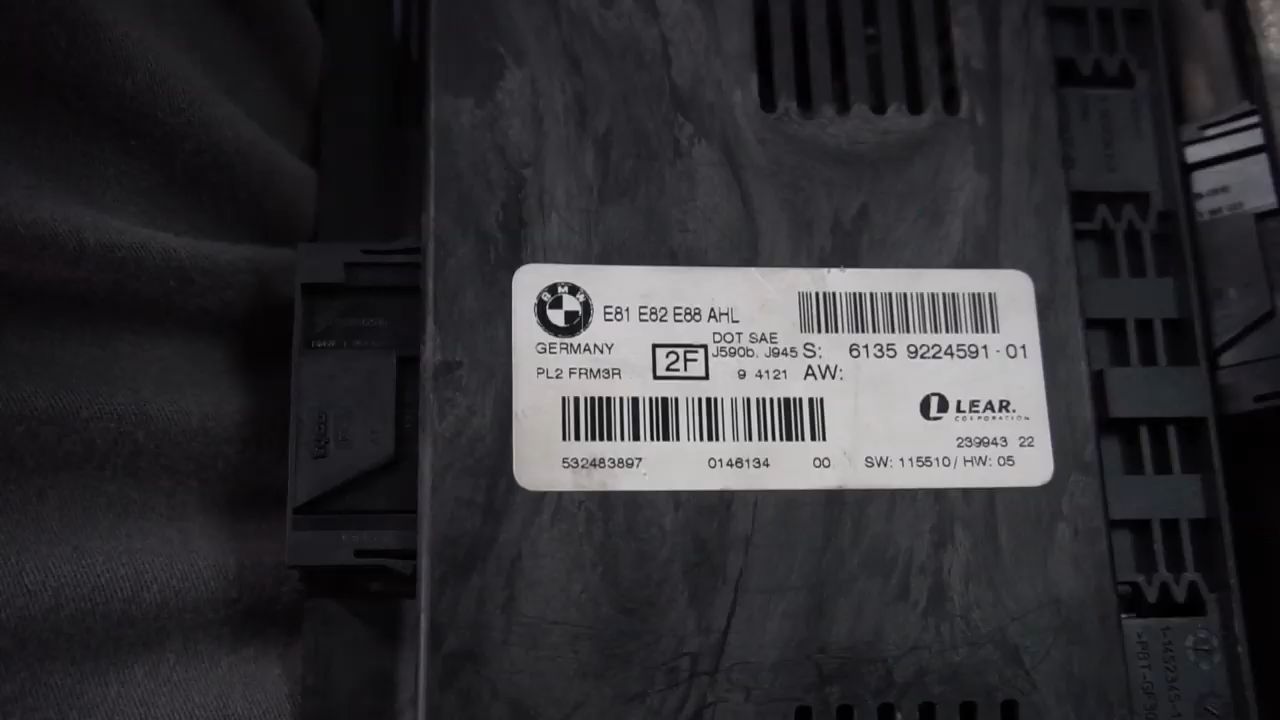 BMW
E81 E82 E88 AHL
GERMANY
PL2 FRM3R
2F
DOT SAE
J590b, J945
9 4121
S: 6135 9224591-01
AW:
LEAR.
CORPORATION
239943 22
532483897 0146134 00
SW: 115510 / HW: 05